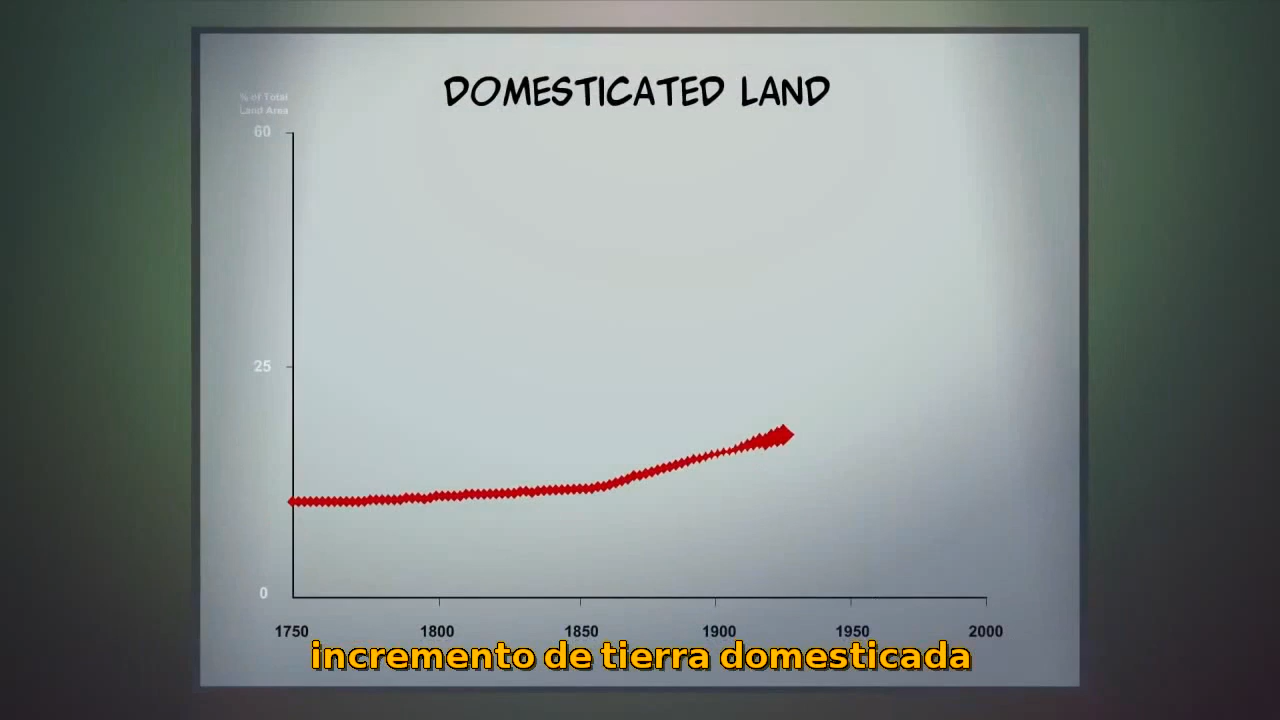 DOMESTICATED LAND
% of Total
Land Area
60
25
0
1750 1800 1850 1900 1950 2000
incremento de tierra domesticada